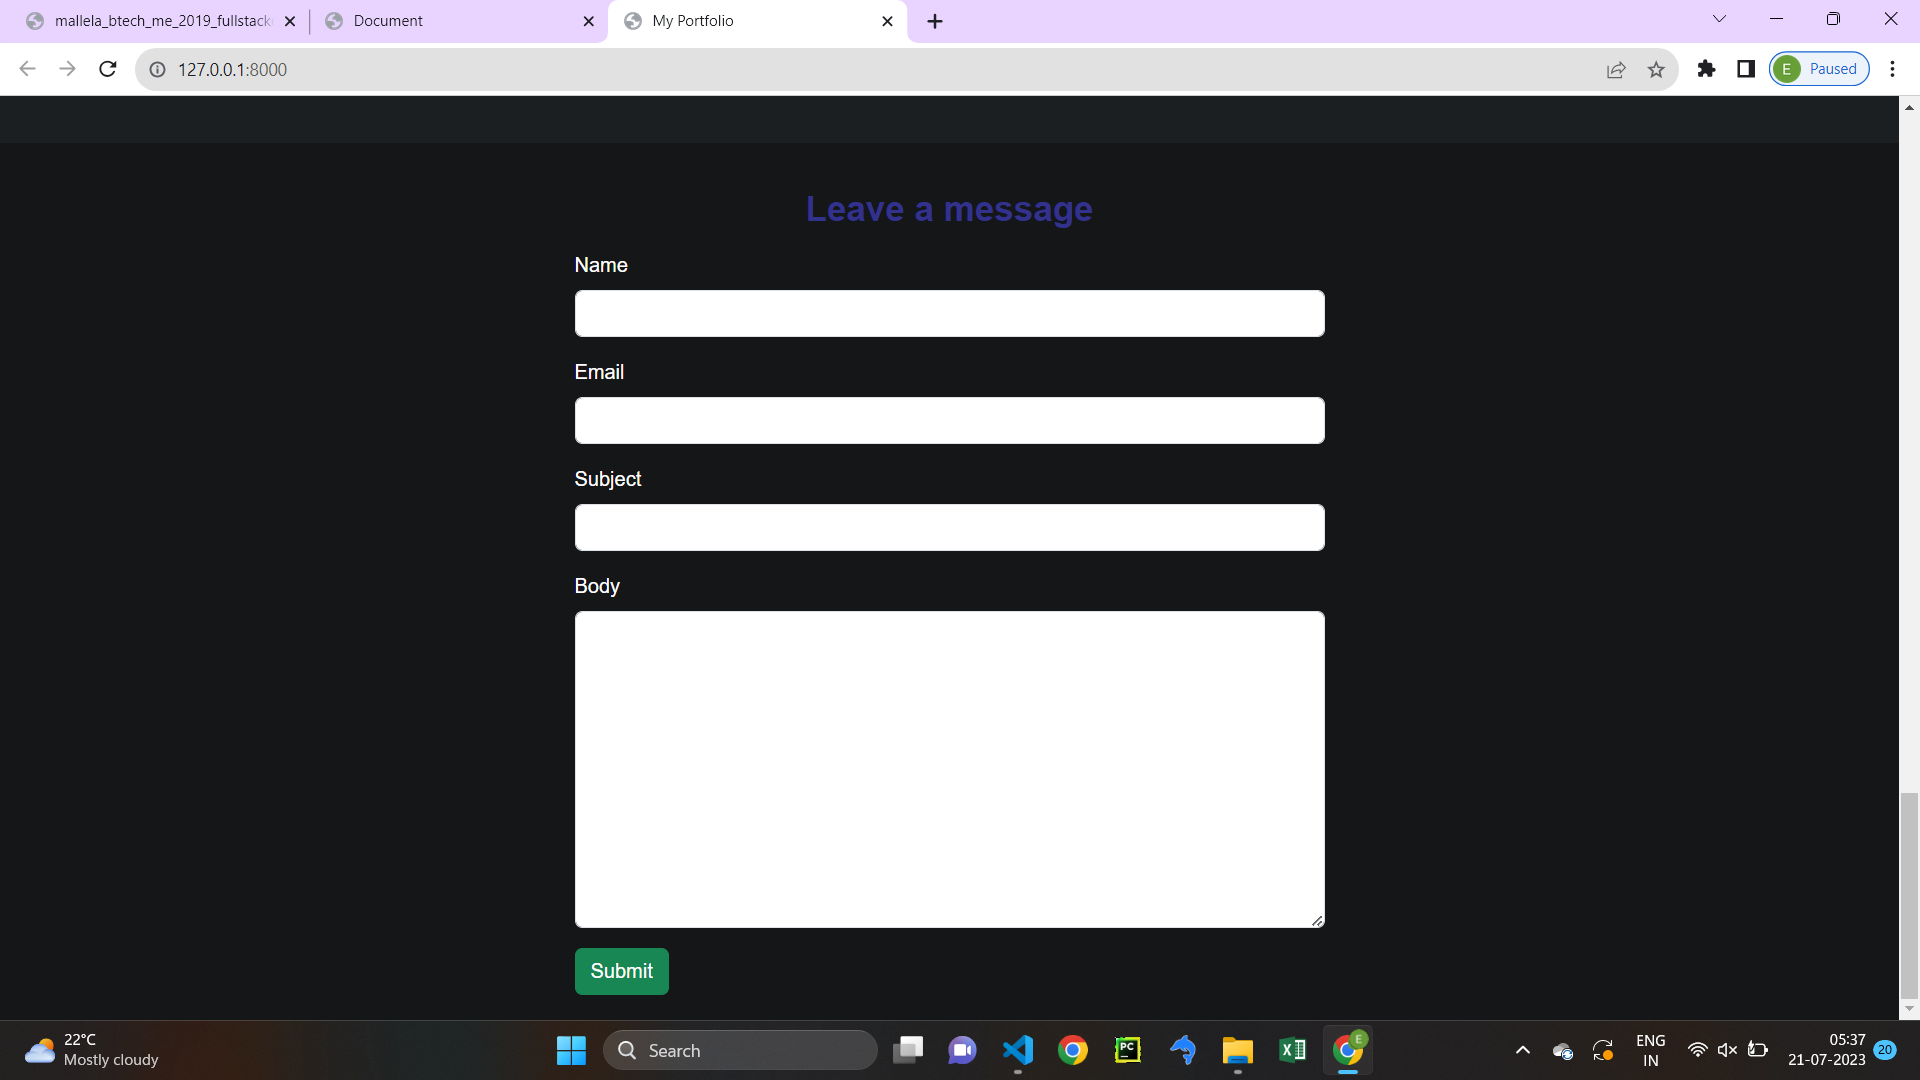 mallela_btech_me_2019_fullstack
Document
My Portfolio
127.0.0.1:8000
E
Paused
Leave a message
Name
Email
Subject
Body
Submit
22°C
Mostly cloudy
Search
PC
E
ENG
IN
05:37
21-07-2023
20